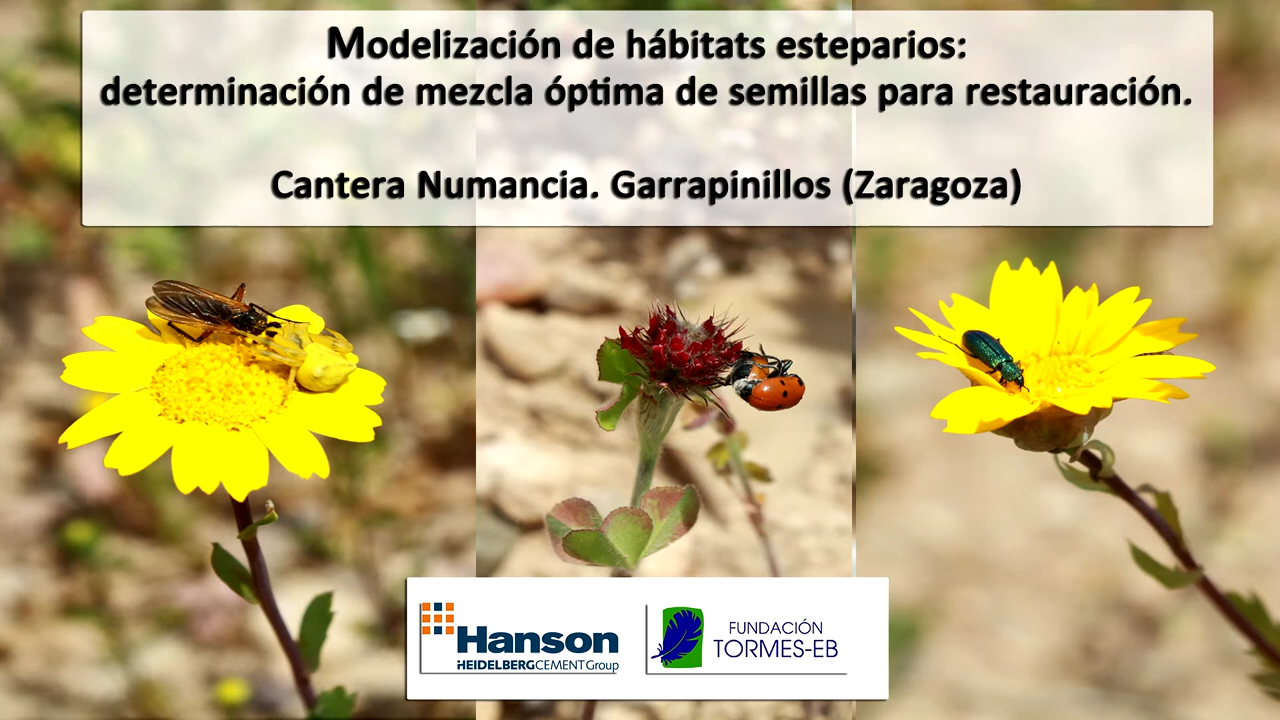 Modelización de hábitats esteparios:
determinación de mezcla óptima de semillas para restauración.
Cantera Numancia. Garrapinillos (Zaragoza)
Hanson
HEIDELBERGCEMENT Group
FUNDACIÓN
TORMES-EB